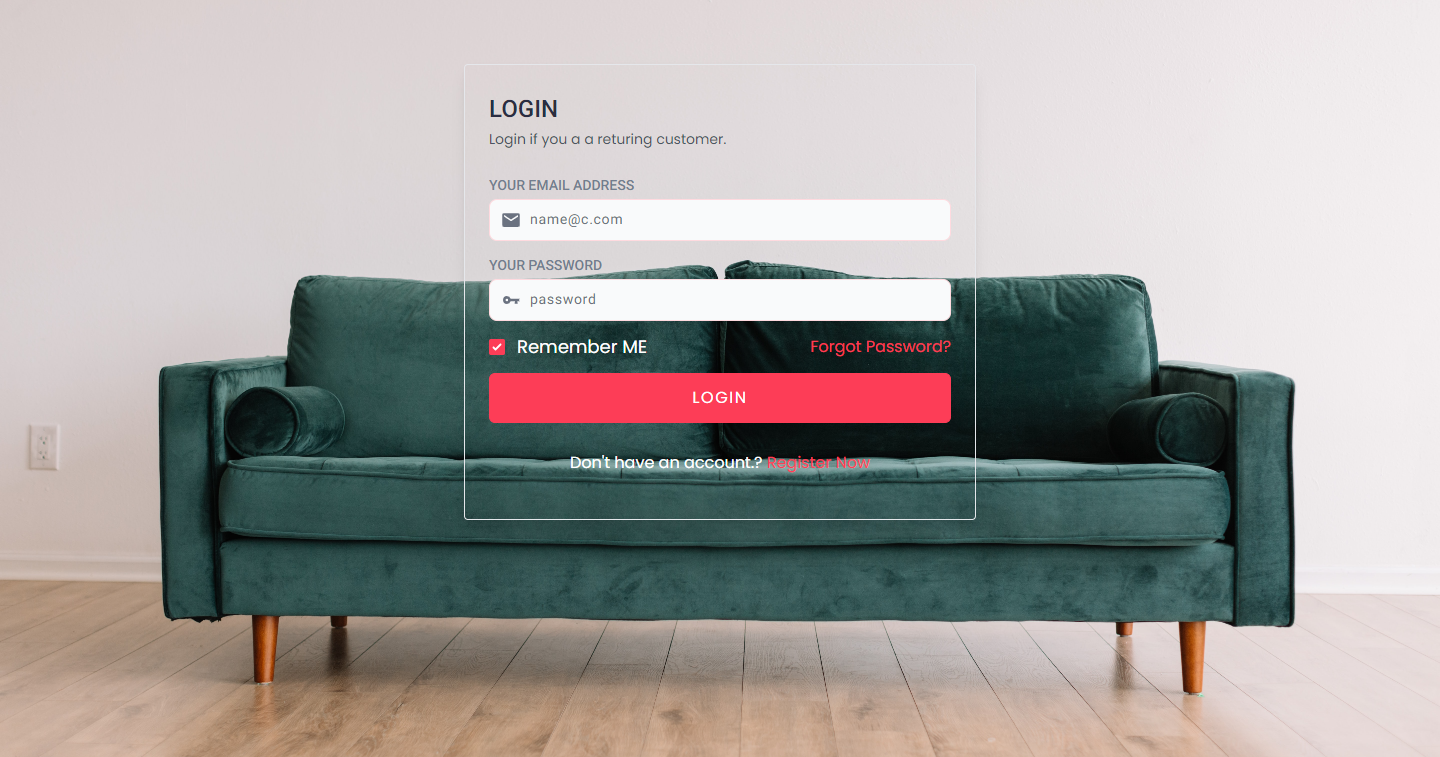 LOGIN
Login if you a a returing customer.
YOUR EMAIL ADDRESS
name@c.com
YOUR PASSWORD
password
Remember ME Forgot Password?
LOGIN
Don't have an account.? Register Now